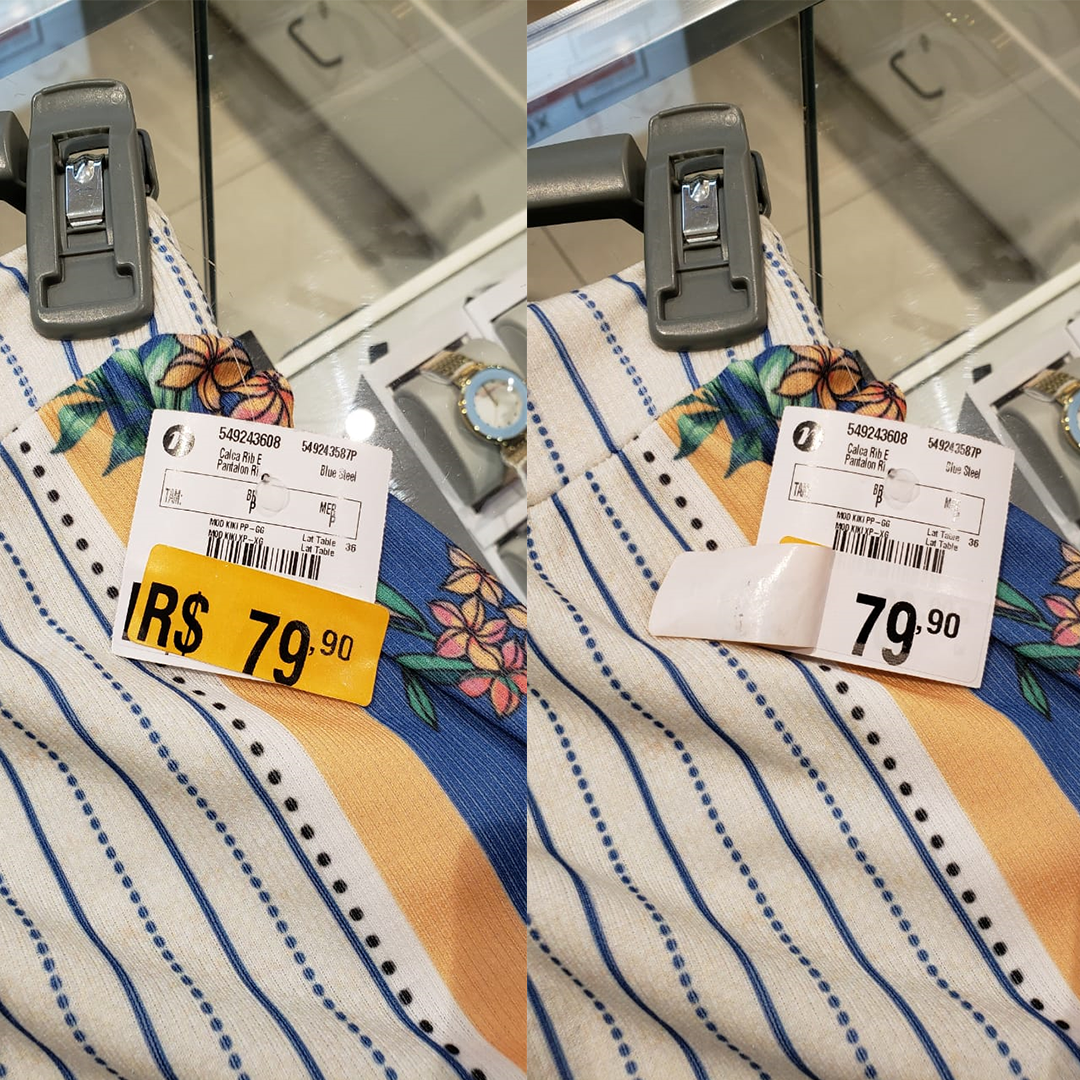 549243608
549243587P
Calca Rib E
Pantalon Ri
Blue Steel
TAM:
BR
P
MER
P
MOD KIKI PP-GG
MOD KIKI XP-XG
Lat Table 36
Lat Table
R$ 79,90
549243608
549243587P
Calca Rib E
Pantalon Ri
Blue Steel
TAM:
BR
P
MER
P
MOD KIKI PP-GG
MOD KIKI XP-XG
Lat Table 36
Lat Table
79,90